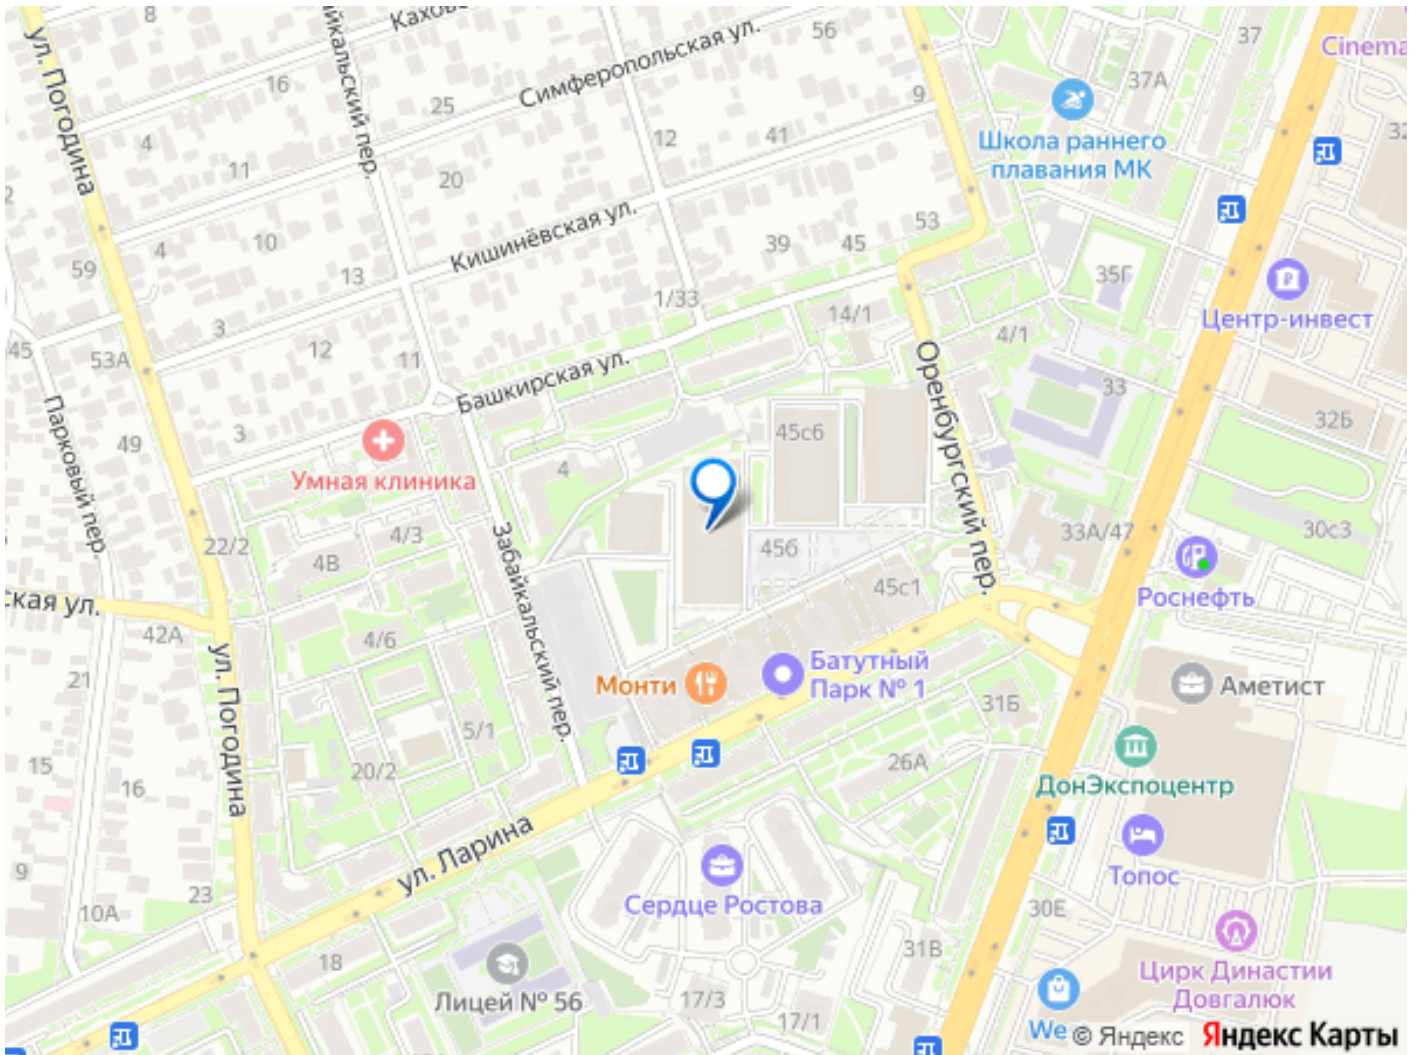 8
Кахов
37
Cinema
ул. Погодина
Забайкальский пер.
16
Симферопольская ул.
56
37А
25
9
32
4
12
41
Школа раннего
плавания МК
11
20
53
Кишинёвская ул.
4
10
39
45
59
13
35Г
1/33
Центр-инвест
3
14/1
4/1
45
53А
12
11
Башкирская ул.
Оренбургский пер.
33
Парковый пер.
49
3
32Б
45с6
Умная клиника
4
22/2
4/3
4В
Забайкальский пер.
456
33А/47
30с3
45с1
Роснефть
ская ул.
42А
4/6
21
ул. Погодина
Монти
Батутный
Парк № 1
31Б
Аметист
5/1
15
16
20/2
26А
ДонЭкспоцентр
ул. Ларина
Топос
9
23
10А
Сердце Ростова
30Е
31В
18
Лицей № 56
17/3
17/1
Цирк Династии
Довгалюк
We
© Яндекс Яндекс Карты